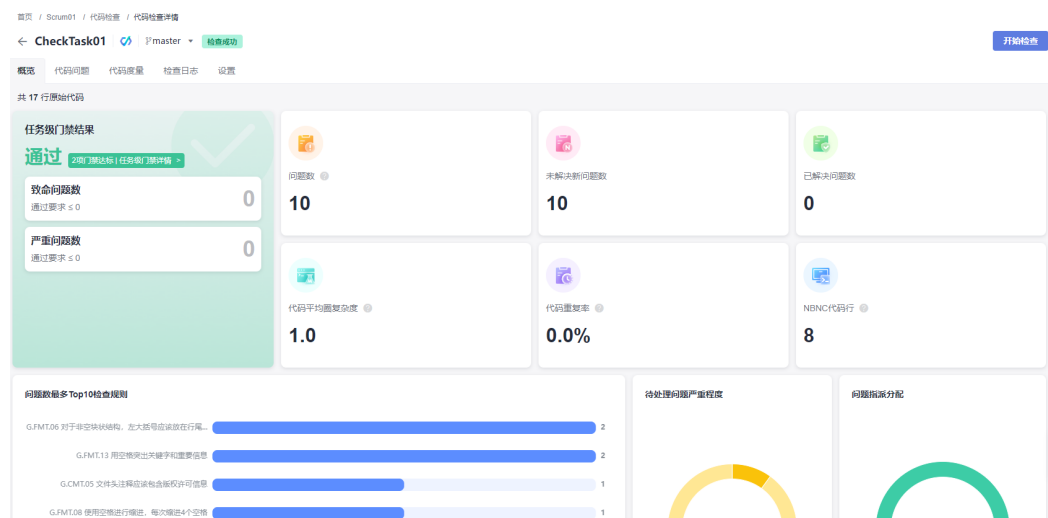 首页 / Scrum01 / 代码检查 / 代码检查详情
← CheckTask01 master 检查成功 开始检查
概览 代码问题 代码度量 检查日志 设置
共 17 行原始代码
任务级门禁结果
通过 2项门禁达标 | 任务级门禁详情 >
致命问题数 0
通过要求 ≤ 0
严重问题数 0
通过要求 ≤ 0
问题数
10
未解决新问题数
10
已解决问题数
0
代码平均圈复杂度
1.0
代码重复率
0.0%
NBNC代码行
8
问题数最多Top10检查规则
G.FMT.06 对于非空块状结构，左大括号应该放在行尾... 2
G.FMT.13 用空格突出关键字和重要信息 2
G.CMT.05 文件头注释应该包含版权许可信息 1
G.FMT.08 使用空格进行缩进，每次缩进4个空格 1
待处理问题严重程度
问题指派分配